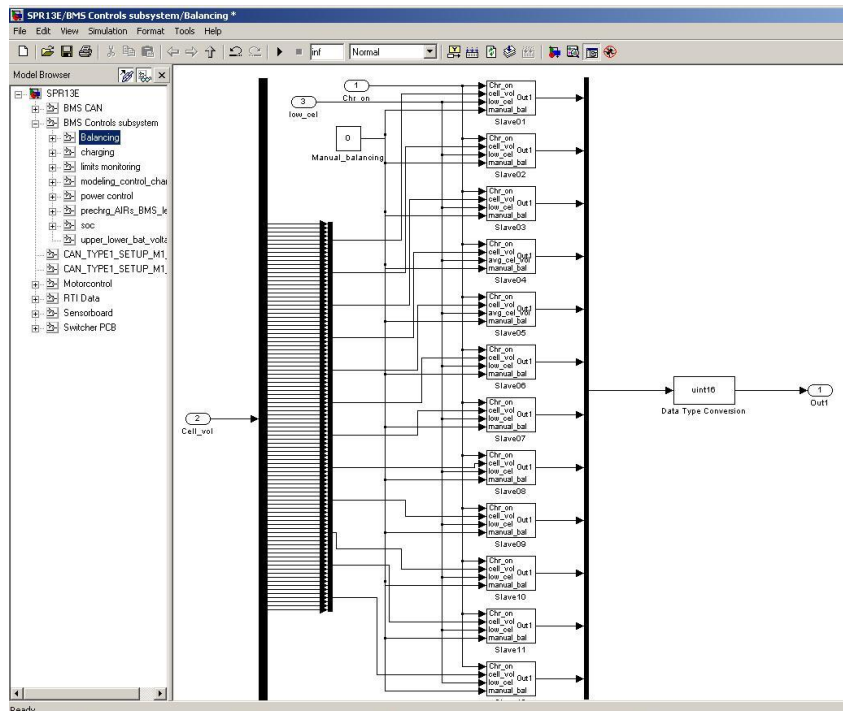 SPR13E/BMS Controls subsystem/Balancing *
File Edit View Simulation Format Tools Help
inf
Normal
Model Browser
SPR13E
BMS CAN
BMS Controls subsystem
Balancing
charging
limits monitoring
modeling_control_char
power control
prechrg_AIRs_BMS_le
soc
upper_lower_bat_volta
CAN_TYPE1_SETUP_M1_
CAN_TYPE1_SETUP_M1_
Motorcontrol
RTI Data
Sensorboard
Switcher PCB
1
Chr_on
3
low_cel
0
Manual_balancing
2
Cell_vol
Chr_on
cell_vol
low_cel
manual_bal
Out1
Slave01
Chr_on
cell_vol
low_cel
manual_bal
Out1
Slave02
Chr_on
cell_vol
low_cel
manual_bal
Out1
Slave03
Chr_on
cell_vol
avg_cel_vol
manual_bal
Slave04
Chr_on
cell_vol
avg_cel_vol
manual_bal
Slave05
Chr_on
cell_vol
low_cel
manual_bal
Out1
Slave06
Chr_on
cell_vol
low_cel
manual_bal
Out1
Slave07
Chr_on
cell_vol
low_cel
manual_bal
Out1
Slave08
Chr_on
cell_vol
low_cel
manual_bal
Out1
Slave09
Chr_on
cell_vol
low_cel
manual_bal
Out1
Slave10
Chr_on
cell_vol
low_cel
manual_bal
Out1
Slave11
Chr_on
cell_vol
low_cel
manual_bal
Out1
uint16
Data Type Conversion
1
Out1
Ready